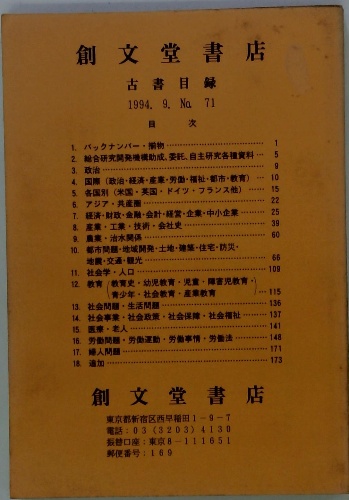 創文堂書店
古書目録
1994. 9. No. 71
目次
1. バックナンバー・揃物 1
2. 総合研究開発機構助成、委託、自主研究各種資料 5
3. 政治 9
4. 国際(政治・経済・産業・労働・福祉・都市・教育) 10
5. 各国別(米国・英国・ドイツ・フランス他) 15
6. アジア・共産圏 22
7. 経済・財政・金融・会計・経営・企業・中小企業 25
8. 産業・工業・技術・会社史 39
9. 農業・治水関係 60
10. 都市問題・地域開発・土地・建築・住宅・防災・
地震・交通・観光 66
11. 社会学・人口 109
12. 教育(教育史・幼児教育・児童・障害児教育・
青少年・社会教育・産業教育) 115
13. 社会問題・生活問題 136
14. 社会事業・社会政策・社会保障・社会福祉 137
15. 医療・老人 141
16. 労働問題・労働運動・労働事情・労働法 148
17. 婦人問題 171
18. 追加 173
創文堂書店
東京都新宿区西早稲田1-9-7
電話:03(3203)4130
振替口座:東京8-111651
郵便番号:169